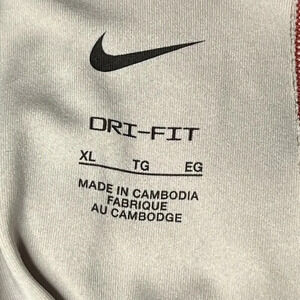 DRI-FIT
XL TG EG
MADE IN CAMBODIA
FABRIQUE
AU CAMBODGE